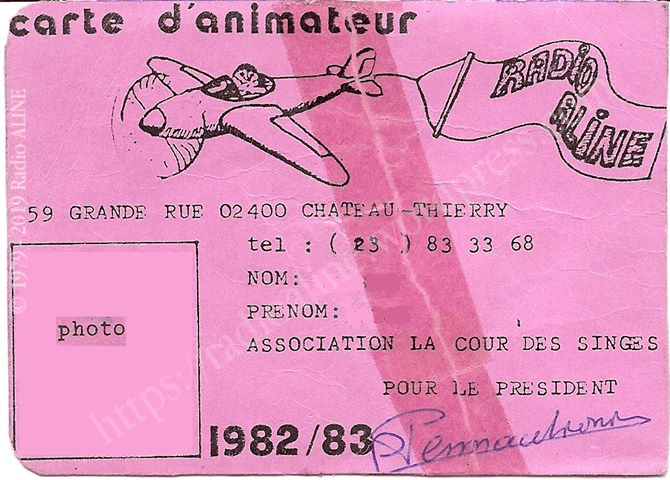 carte d'animateur
RADIO
ALINE
59 GRANDE RUE 02400 CHATEAU-THIERRY
tel : ( 23 ) 83 33 68
NOM:
PRENOM:
photo
ASSOCIATION LA COUR DES SINGES
POUR LE PRESIDENT
1982/83
© 1979 - 2019 Radio ALINE